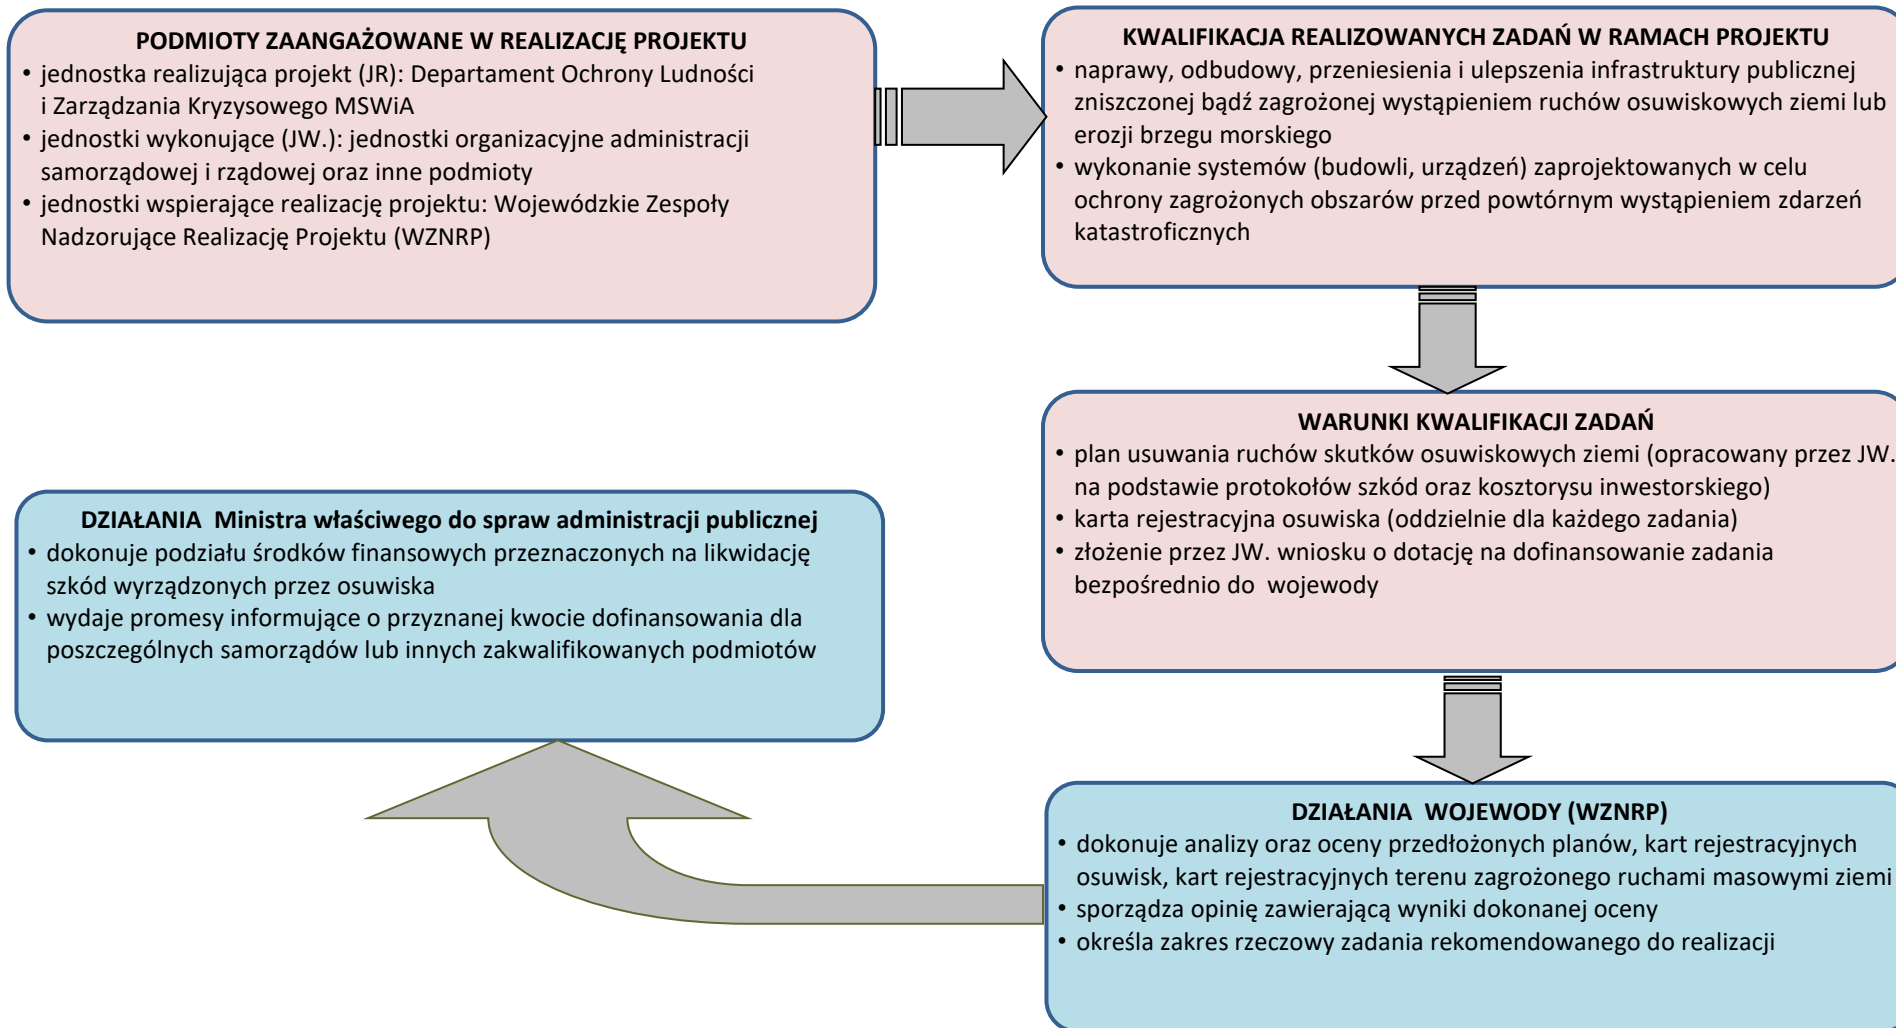 PODMIOTY ZAANGAŻOWANE W REALIZACJĘ PROJEKTU
• jednostka realizująca projekt (JR): Departament Ochrony Ludności
i Zarządzania Kryzysowego MSWiA
• jednostki wykonujące (JW.): jednostki organizacyjne administracji
samorządowej i rządowej oraz inne podmioty
• jednostki wspierające realizację projektu: Wojewódzkie Zespoły
Nadzorujące Realizację Projektu (WZNRP)
KWALIFIKACJA REALIZOWANYCH ZADAŃ W RAMACH PROJEKTU
• naprawy, odbudowy, przeniesienia i ulepszenia infrastruktury publicznej
zniszczonej bądź zagrożonej wystąpieniem ruchów osuwiskowych ziemi lub
erozji brzegu morskiego
• wykonanie systemów (budowli, urządzeń) zaprojektowanych w celu
ochrony zagrożonych obszarów przed powtórnym wystąpieniem zdarzeń
katastroficznych
WARUNKI KWALIFIKACJI ZADAŃ
• plan usuwania ruchów skutków osuwiskowych ziemi (opracowany przez JW.
na podstawie protokołów szkód oraz kosztorysu inwestorskiego)
• karta rejestracyjna osuwiska (oddzielnie dla każdego zadania)
• złożenie przez JW. wniosku o dotację na dofinansowanie zadania
bezpośrednio do wojewody
DZIAŁANIA WOJEWODY (WZNRP)
• dokonuje analizy oraz oceny przedłożonych planów, kart rejestracyjnych
osuwisk, kart rejestracyjnych terenu zagrożonego ruchami masowymi ziemi
• sporządza opinię zawierającą wyniki dokonanej oceny
• określa zakres rzeczowy zadania rekomendowanego do realizacji
DZIAŁANIA Ministra właściwego do spraw administracji publicznej
• dokonuje podziału środków finansowych przeznaczonych na likwidację
szkód wyrządzonych przez osuwiska
• wydaje promesy informujące o przyznanej kwocie dofinansowania dla
poszczególnych samorządów lub innych zakwalifikowanych podmiotów